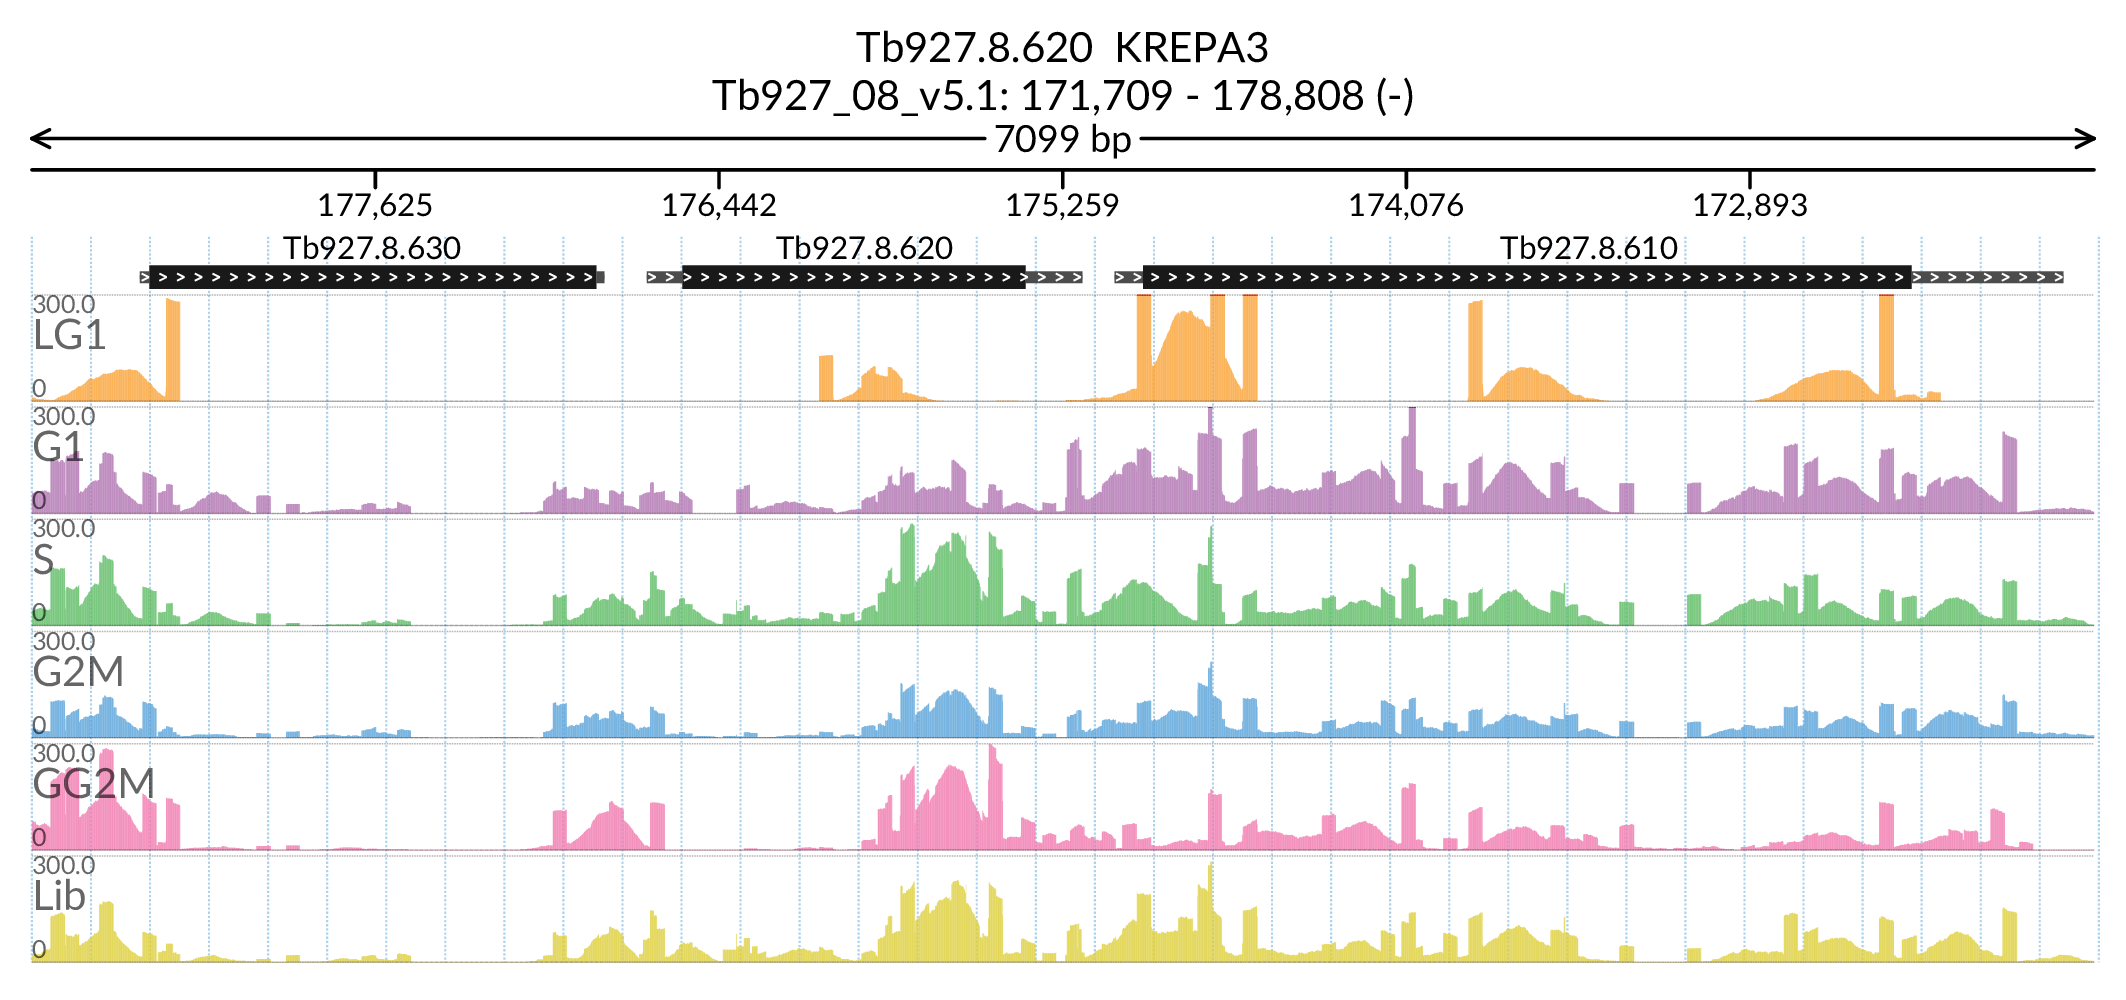 Tb927.8.620 KREPA3
Tb927_08_v5.1: 171,709 - 178,808 (-)
7099 bp
177,625 176,442 175,259 174,076 172,893
Tb927.8.630 Tb927.8.620 Tb927.8.610
300.0
LG1
0
300.0
G1
0
300.0
S
0
300.0
G2M
0
300.0
GG2M
0
300.0
Lib
0